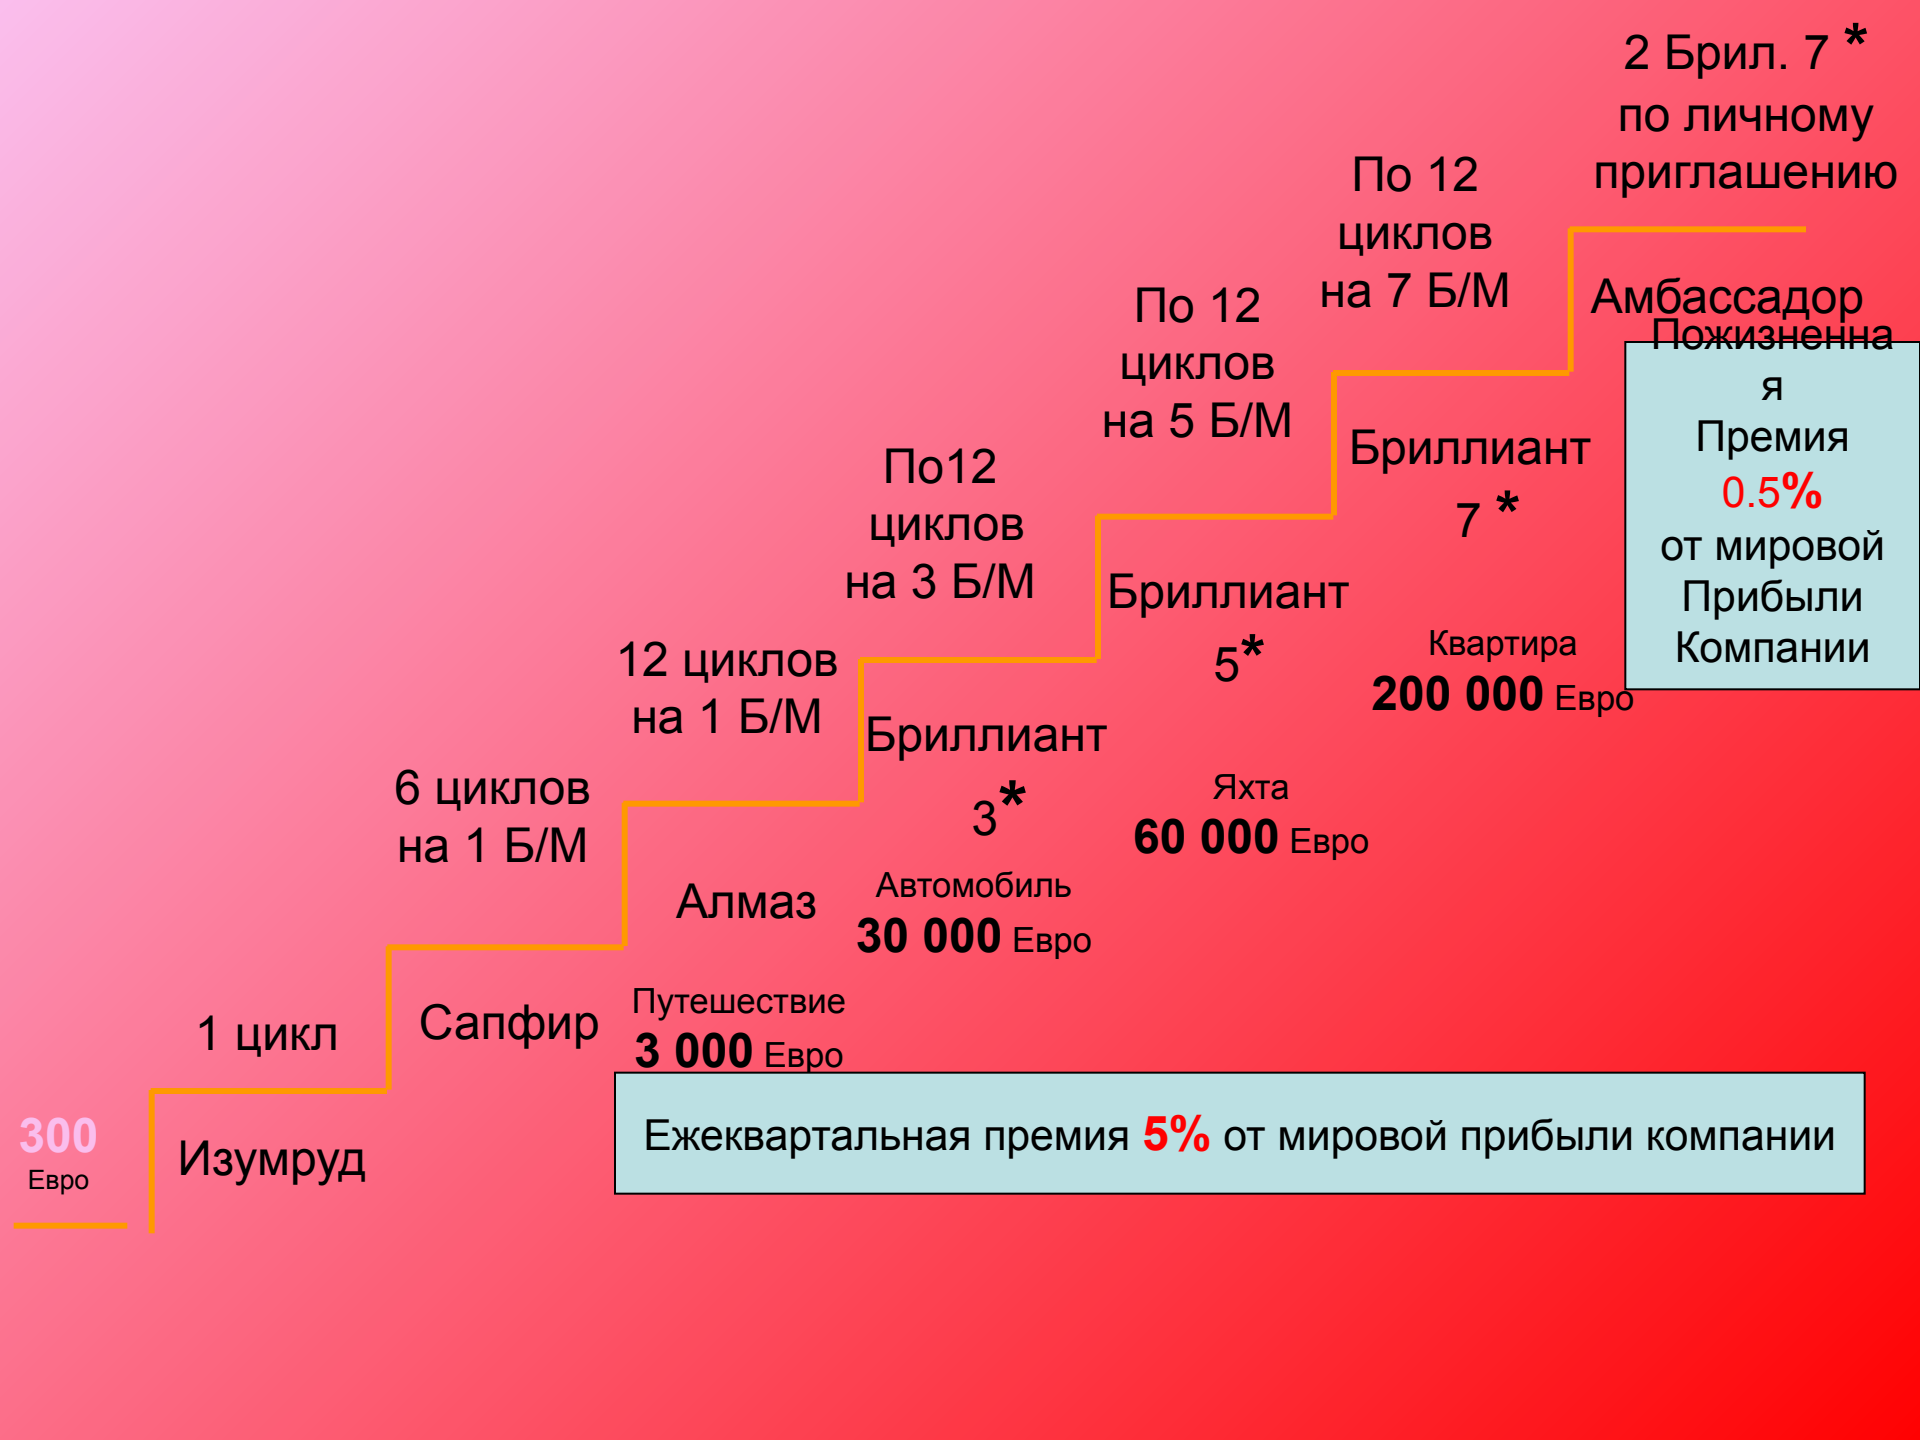 2 Брил. 7 *
по личному
приглашению
По 12
циклов
на 7 Б/М
Амбассадор
Пожизненна
я
Премия
0.5%
от мировой
Прибыли
Компании
По 12
циклов
на 5 Б/М
Бриллиант
7 *
Квартира
200 000 Евро
По12
циклов
на 3 Б/М
Бриллиант
5*
Яхта
60 000 Евро
12 циклов
на 1 Б/М
Бриллиант
3*
Автомобиль
30 000 Евро
6 циклов
на 1 Б/М
Алмаз
Путешествие
3 000 Евро
1 цикл
Сапфир
300
Евро
Изумруд
Ежеквартальная премия 5% от мировой прибыли компании